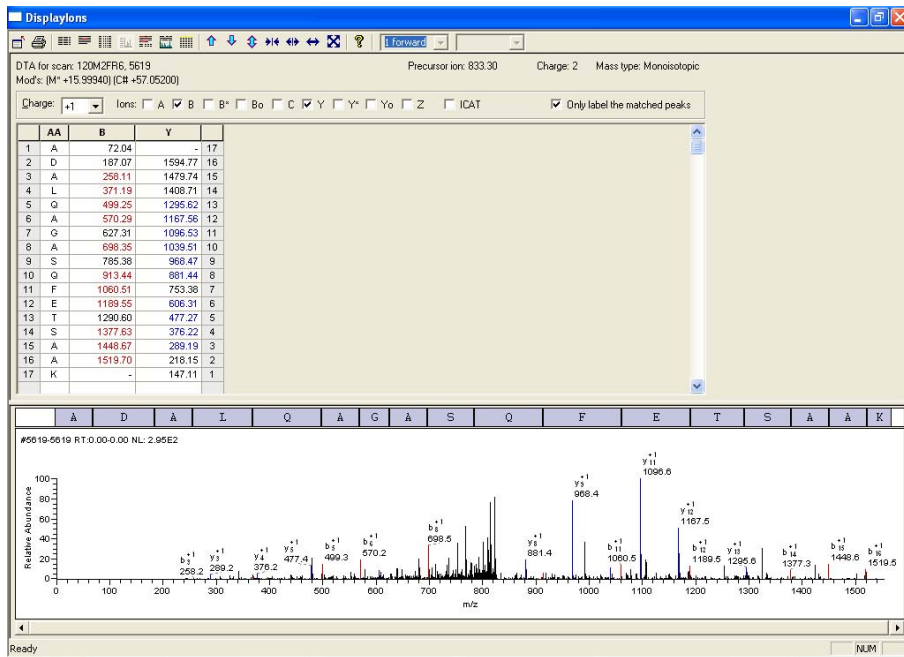 DisplayIons
1 forward
DTA for scan: 120M2FR6, 5619 Precursor ion: 833.30 Charge: 2 Mass type: Monoisotopic
Mod's: (M* +15.99940) (C# +57.05200)
Charge: +1 Ions: A B B* Bo C Y Y* Yo Z ICAT Only label the matched peaks
AA B Y
1 A 72.04 - 17
2 D 187.07 1594.77 16
3 A 258.11 1479.74 15
4 L 371.19 1408.71 14
5 Q 499.25 1295.62 13
6 A 570.29 1167.56 12
7 G 627.31 1096.53 11
8 A 698.35 1039.51 10
9 S 785.38 968.47 9
10 Q 913.44 881.44 8
11 F 1060.51 753.38 7
12 E 1189.55 606.31 6
13 T 1290.60 477.27 5
14 S 1377.63 376.22 4
15 A 1448.67 289.19 3
16 A 1519.70 218.15 2
17 K - 147.11 1
A D A L Q A G A S Q F E T S A A K
#5619-5619 RT:0.00-0.00 NL: 2.95E2
Relative Abundance
100
80
60
40
20
0
b3+1 258.2
y3+1 289.2
y4+1 376.2
y5+1 477.4
b5+1 499.3
b6+1 570.2
b8+1 698.5
y8+1 881.4
y9+1 968.4
b11+1 1060.5
y11+1 1096.6
y12+1 1167.5
b12+1 1189.5
y13+1 1295.6
b14+1 1377.3
b15+1 1448.6
b16+1 1519.5
0 100 200 300 400 500 600 700 800 900 1000 1100 1200 1300 1400 1500
m/z
Ready NUM